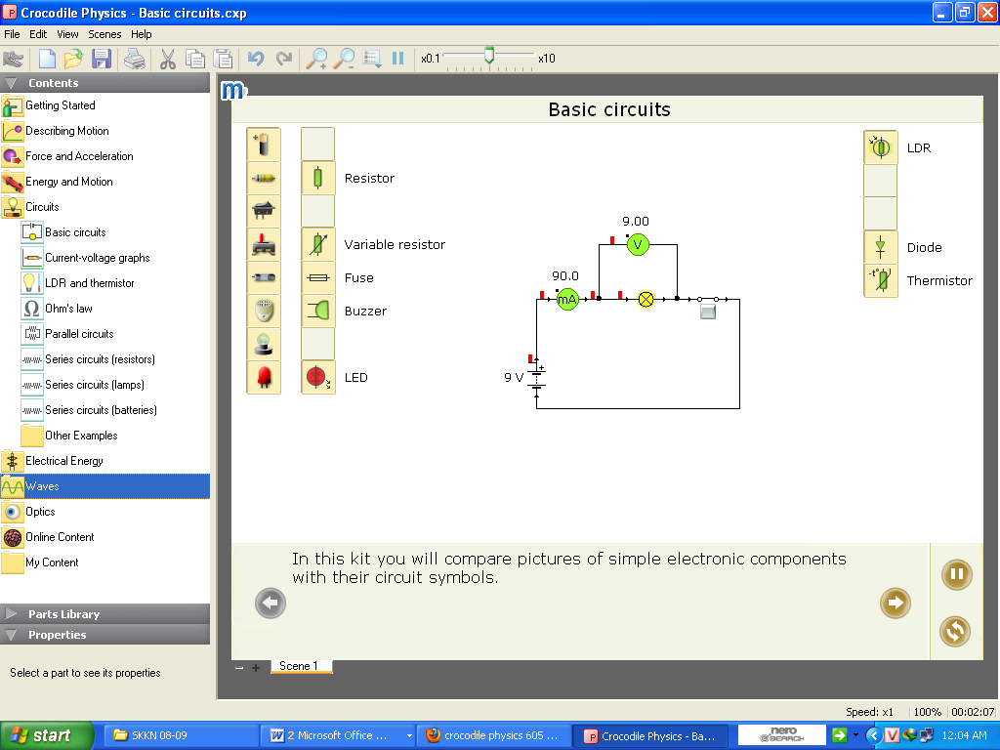 Crocodile Physics - Basic circuits.cxp
File Edit View Scenes Help
x0.1 x10
Contents
Getting Started
Describing Motion
Force and Acceleration
Energy and Motion
Circuits
Basic circuits
Current-voltage graphs
LDR and thermistor
Ohm's law
Parallel circuits
Series circuits (resistors)
Series circuits (lamps)
Series circuits (batteries)
Other Examples
Electrical Energy
Waves
Optics
Online Content
My Content
Parts Library
Properties
Select a part to see its properties
m
Basic circuits
Resistor
Variable resistor
Fuse
Buzzer
LED
9.00
V
90.0
mA
9 V
LDR
Diode
Thermistor
In this kit you will compare pictures of simple electronic components
with their circuit symbols.
Scene 1
Speed: x1 100% 00:02:07
start
SKKN 08-09
2 Microsoft Office ...
crocodile physics 605 ...
Crocodile Physics - Ba...
nero
@SEARCH
V
12:04 AM